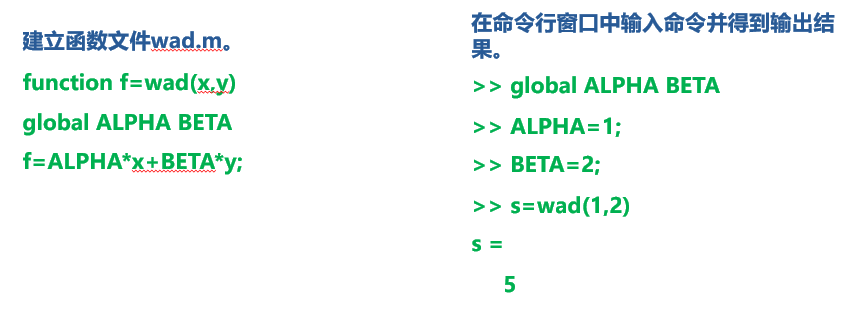 建立函数文件wad.m。
function f=wad(x,y)
global ALPHA BETA
f=ALPHA*x+BETA*y;
在命令行窗口中输入命令并得到输出结
果。
>> global ALPHA BETA
>> ALPHA=1;
>> BETA=2;
>> s=wad(1,2)
s =
5